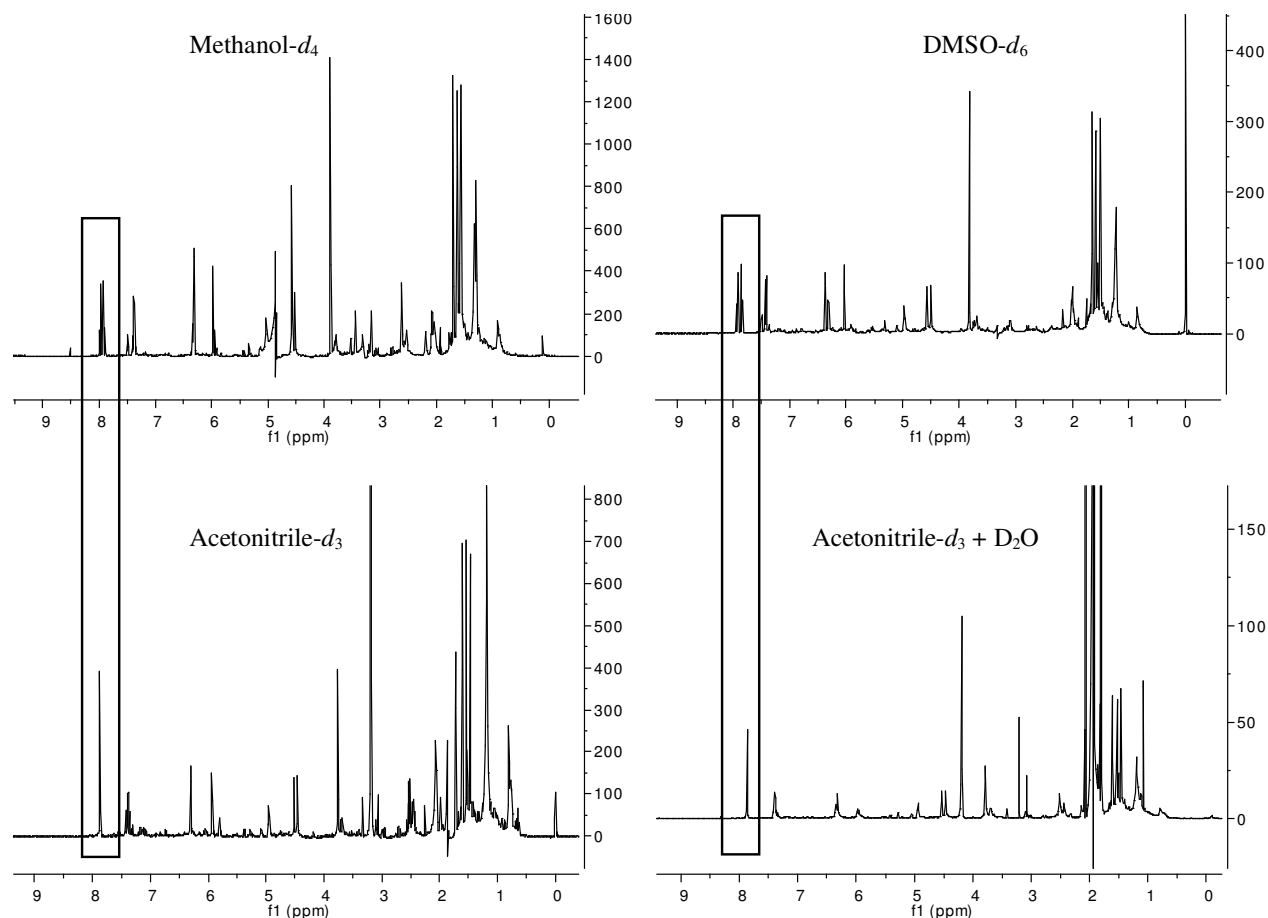 Methanol-d4
1600
1400
1200
1000
800
600
400
200
0
9 8 7 6 5 4 3 2 1 0
f1 (ppm)
DMSO-d6
400
300
200
100
0
9 8 7 6 5 4 3 2 1 0
f1 (ppm)
Acetonitrile-d3
800
700
600
500
400
300
200
100
0
9 8 7 6 5 4 3 2 1 0
f1 (ppm)
Acetonitrile-d3 + D2O
150
100
50
0
9 8 7 6 5 4 3 2 1 0
f1 (ppm)